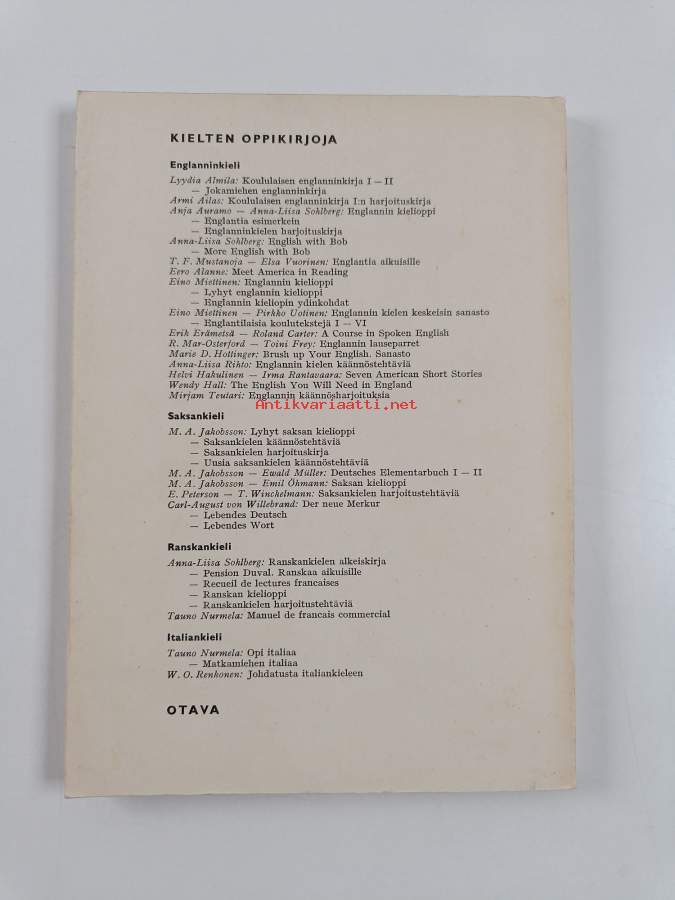 KIELTEN OPPIKIRJOJA
Englanninkieli
Lyydia Almila: Koululaisen englanninkirja I — II
— Jokamiehen englanninkirja
Armi Ailas: Koululaisen englanninkirja I:n harjoituskirja
Anja Auramo — Anna-Liisa Sohlberg: Englannin kielioppi
— Englantia esimerkein
— Englanninkielen harjoituskirja
Anna-Liisa Sohlberg: English with Bob
— More English with Bob
T. F. Mustanoja — Elsa Vuorinen: Englantia aikuisille
Eero Alanne: Meet America in Reading
Eino Miettinen: Englannin kielioppi
— Lyhyt englannin kielioppi
— Englannin kieliopin ydinkohdat
Eino Miettinen — Pirkko Uotinen: Englannin kielen keskeisin sanasto
— Englantilaisia koulutekstejä I — VI
Erik Erämetsä — Roland Carter: A Course in Spoken English
R. Mar-Osterford — Toini Frey: Englannin lauseparret
Marie D. Hottinger: Brush up Your English. Sanasto
Anna-Liisa Rihto: Englannin kielen käännöstehtäviä
Helvi Hakulinen — Irma Rantavaara: Seven American Short Stories
Wendy Hall: The English You Will Need in England
Mirjam Teutari: Englannin käännösharjoituksia
Antikvariaatti.net
Saksankieli
M. A. Jakobsson: Lyhyt saksan kielioppi
— Saksankielen käännöstehtäviä
— Saksankielen harjoituskirja
— Uusia saksankielen käännöstehtäviä
M. A. Jakobsson — Ewald Müller: Deutsches Elementarbuch I — II
M. A. Jakobsson — Emil Öhmann: Saksan kielioppi
E. Peterson — T. Winckelmann: Saksankielen harjoitustehtäviä
Carl-August von Willebrand: Der neue Merkur
— Lebendes Deutsch
— Lebendes Wort
Ranskankieli
Anna-Liisa Sohlberg: Ranskankielen alkeiskirja
— Pension Duval. Ranskaa aikuisille
— Recueil de lectures francaises
— Ranskan kielioppi
— Ranskankielen harjoitustehtäviä
Tauno Nurmela: Manuel de francais commercial
Italiankieli
Tauno Nurmela: Opi italiaa
— Matkamiehen italiaa
W. O. Renkonen: Johdatusta italiankieleen
OTAVA